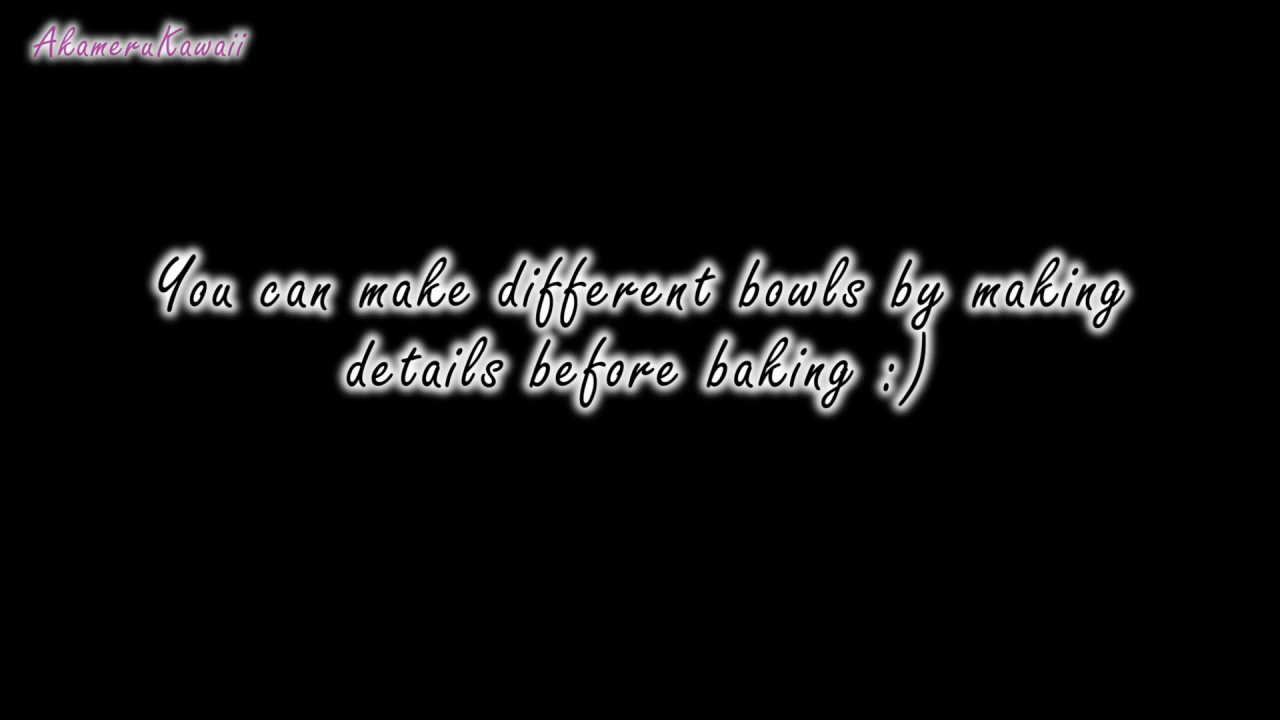 AkameruKawaii
You can make different bowls by making
details before baking :)